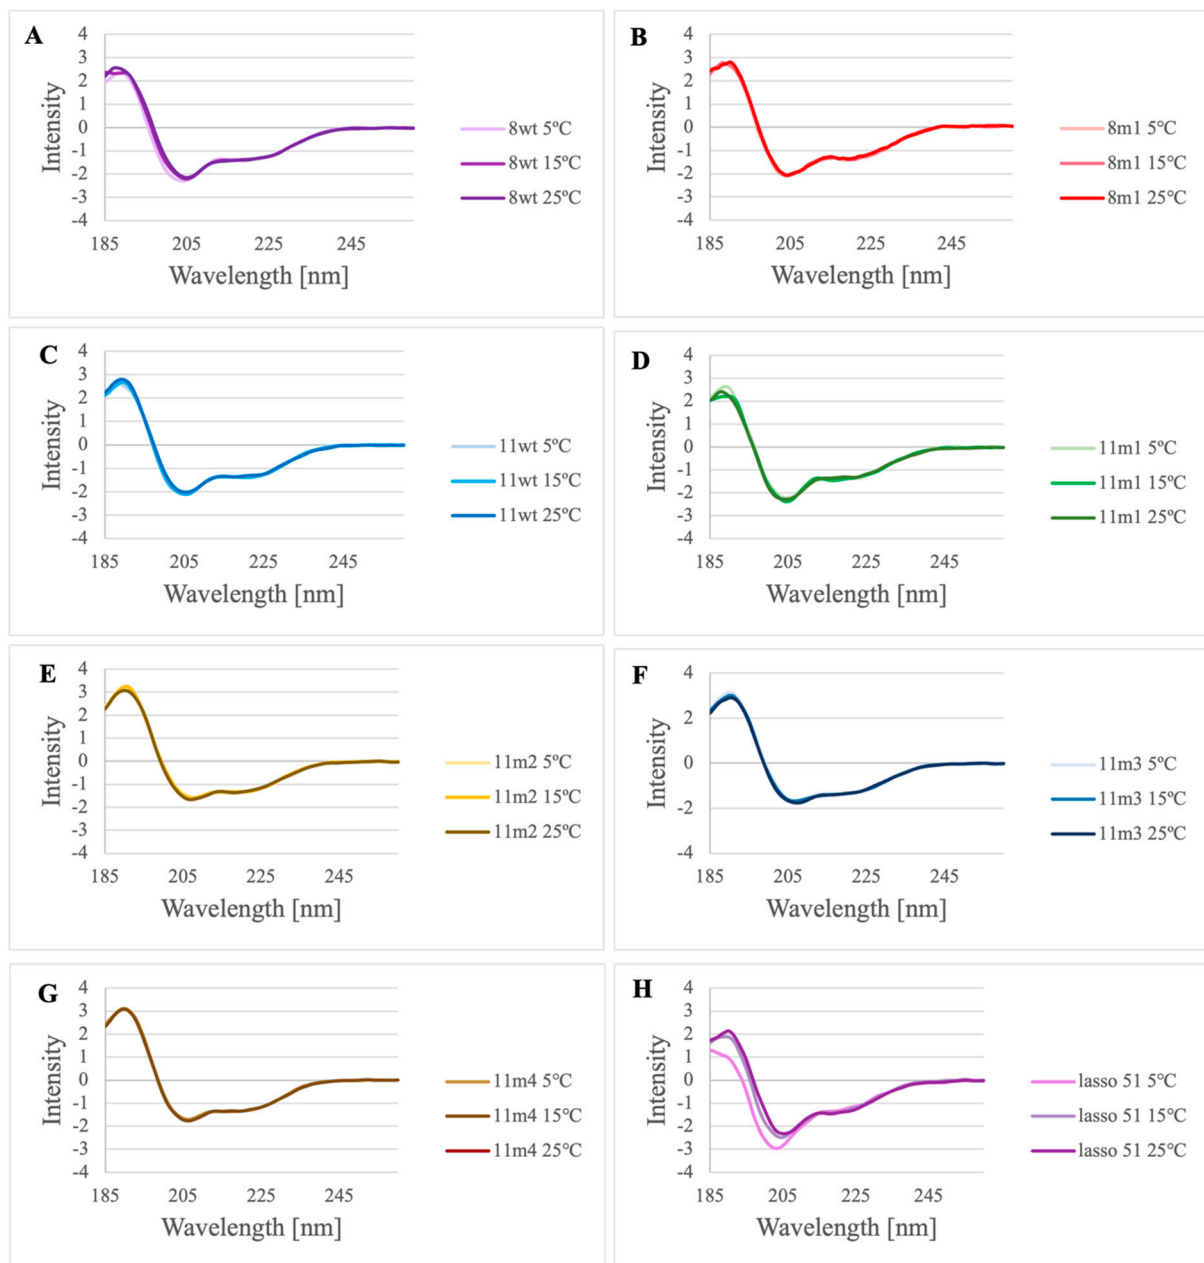 A
4
3
2
1
0
-1
-2
-3
-4
Intensity
185 205 225 245
Wavelength [nm]
8wt 5ºC
8wt 15ºC
8wt 25ºC
B
4
3
2
1
0
-1
-2
-3
-4
Intensity
185 205 225 245
Wavelength [nm]
8m1 5°C
8m1 15°C
8m1 25°C
C
4
3
2
1
0
-1
-2
-3
-4
Intensity
185 205 225 245
Wavelength [nm]
11wt 5ºC
11wt 15ºC
11wt 25ºC
D
4
3
2
1
0
-1
-2
-3
-4
Intensity
185 205 225 245
Wavelength [nm]
11m1 5ºC
11m1 15ºC
11m1 25ºC
E
4
3
2
1
0
-1
-2
-3
-4
Intensity
185 205 225 245
Wavelength [nm]
11m2 5ºC
11m2 15ºC
11m2 25ºC
F
4
2
0
-2
-4
Intensity
185 205 225 245
Wavelength [nm]
11m3 5ºC
11m3 15ºC
11m3 25ºC
G
4
3
2
1
0
-1
-2
-3
-4
Intensity
185 205 225 245
Wavelength [nm]
11m4 5ºC
11m4 15ºC
11m4 25°C
H
4
3
2
1
0
-1
-2
-3
-4
Intensity
185 205 225 245
Wavelength [nm]
lasso 51 5°C
lasso 51 15°C
lasso 51 25°C